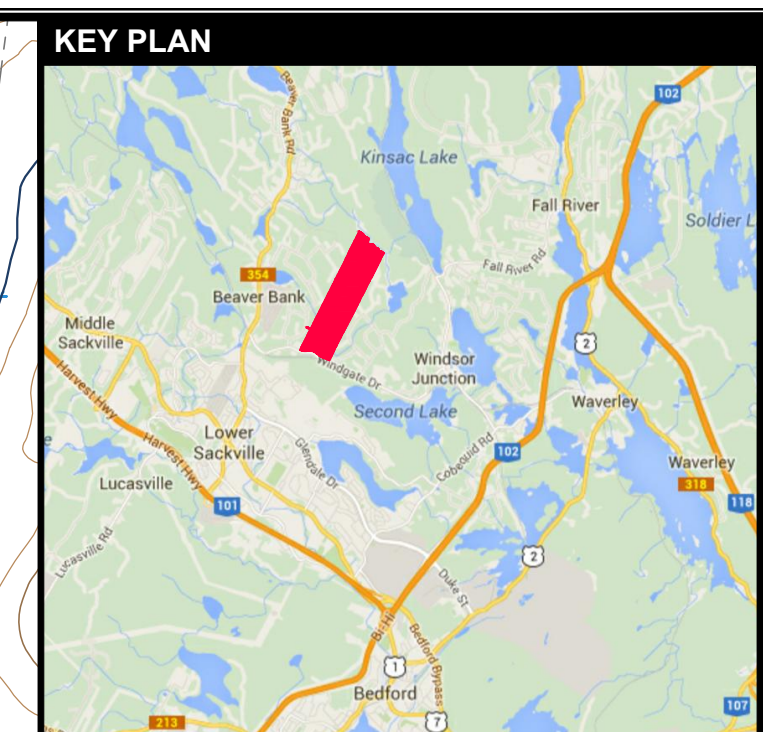 KEY PLAN
102
Beaver Bank Rd
Kinsac Lake
Fall River
Soldier L
Fall River Rd
354
Beaver Bank
Middle
Sackville
2
Windsor
Junction
Windgate Dr
Harvest Hwy
Second Lake
Waverley
Lower
Sackville
Harvest Hwy
Glendale Dr
Cobequid Rd
102
Waverley
318
Lucasville
101
118
Lucasville Rd
2
Duke St
Bi-Hi
Bedford Bypass
1
Bedford
107
213
7